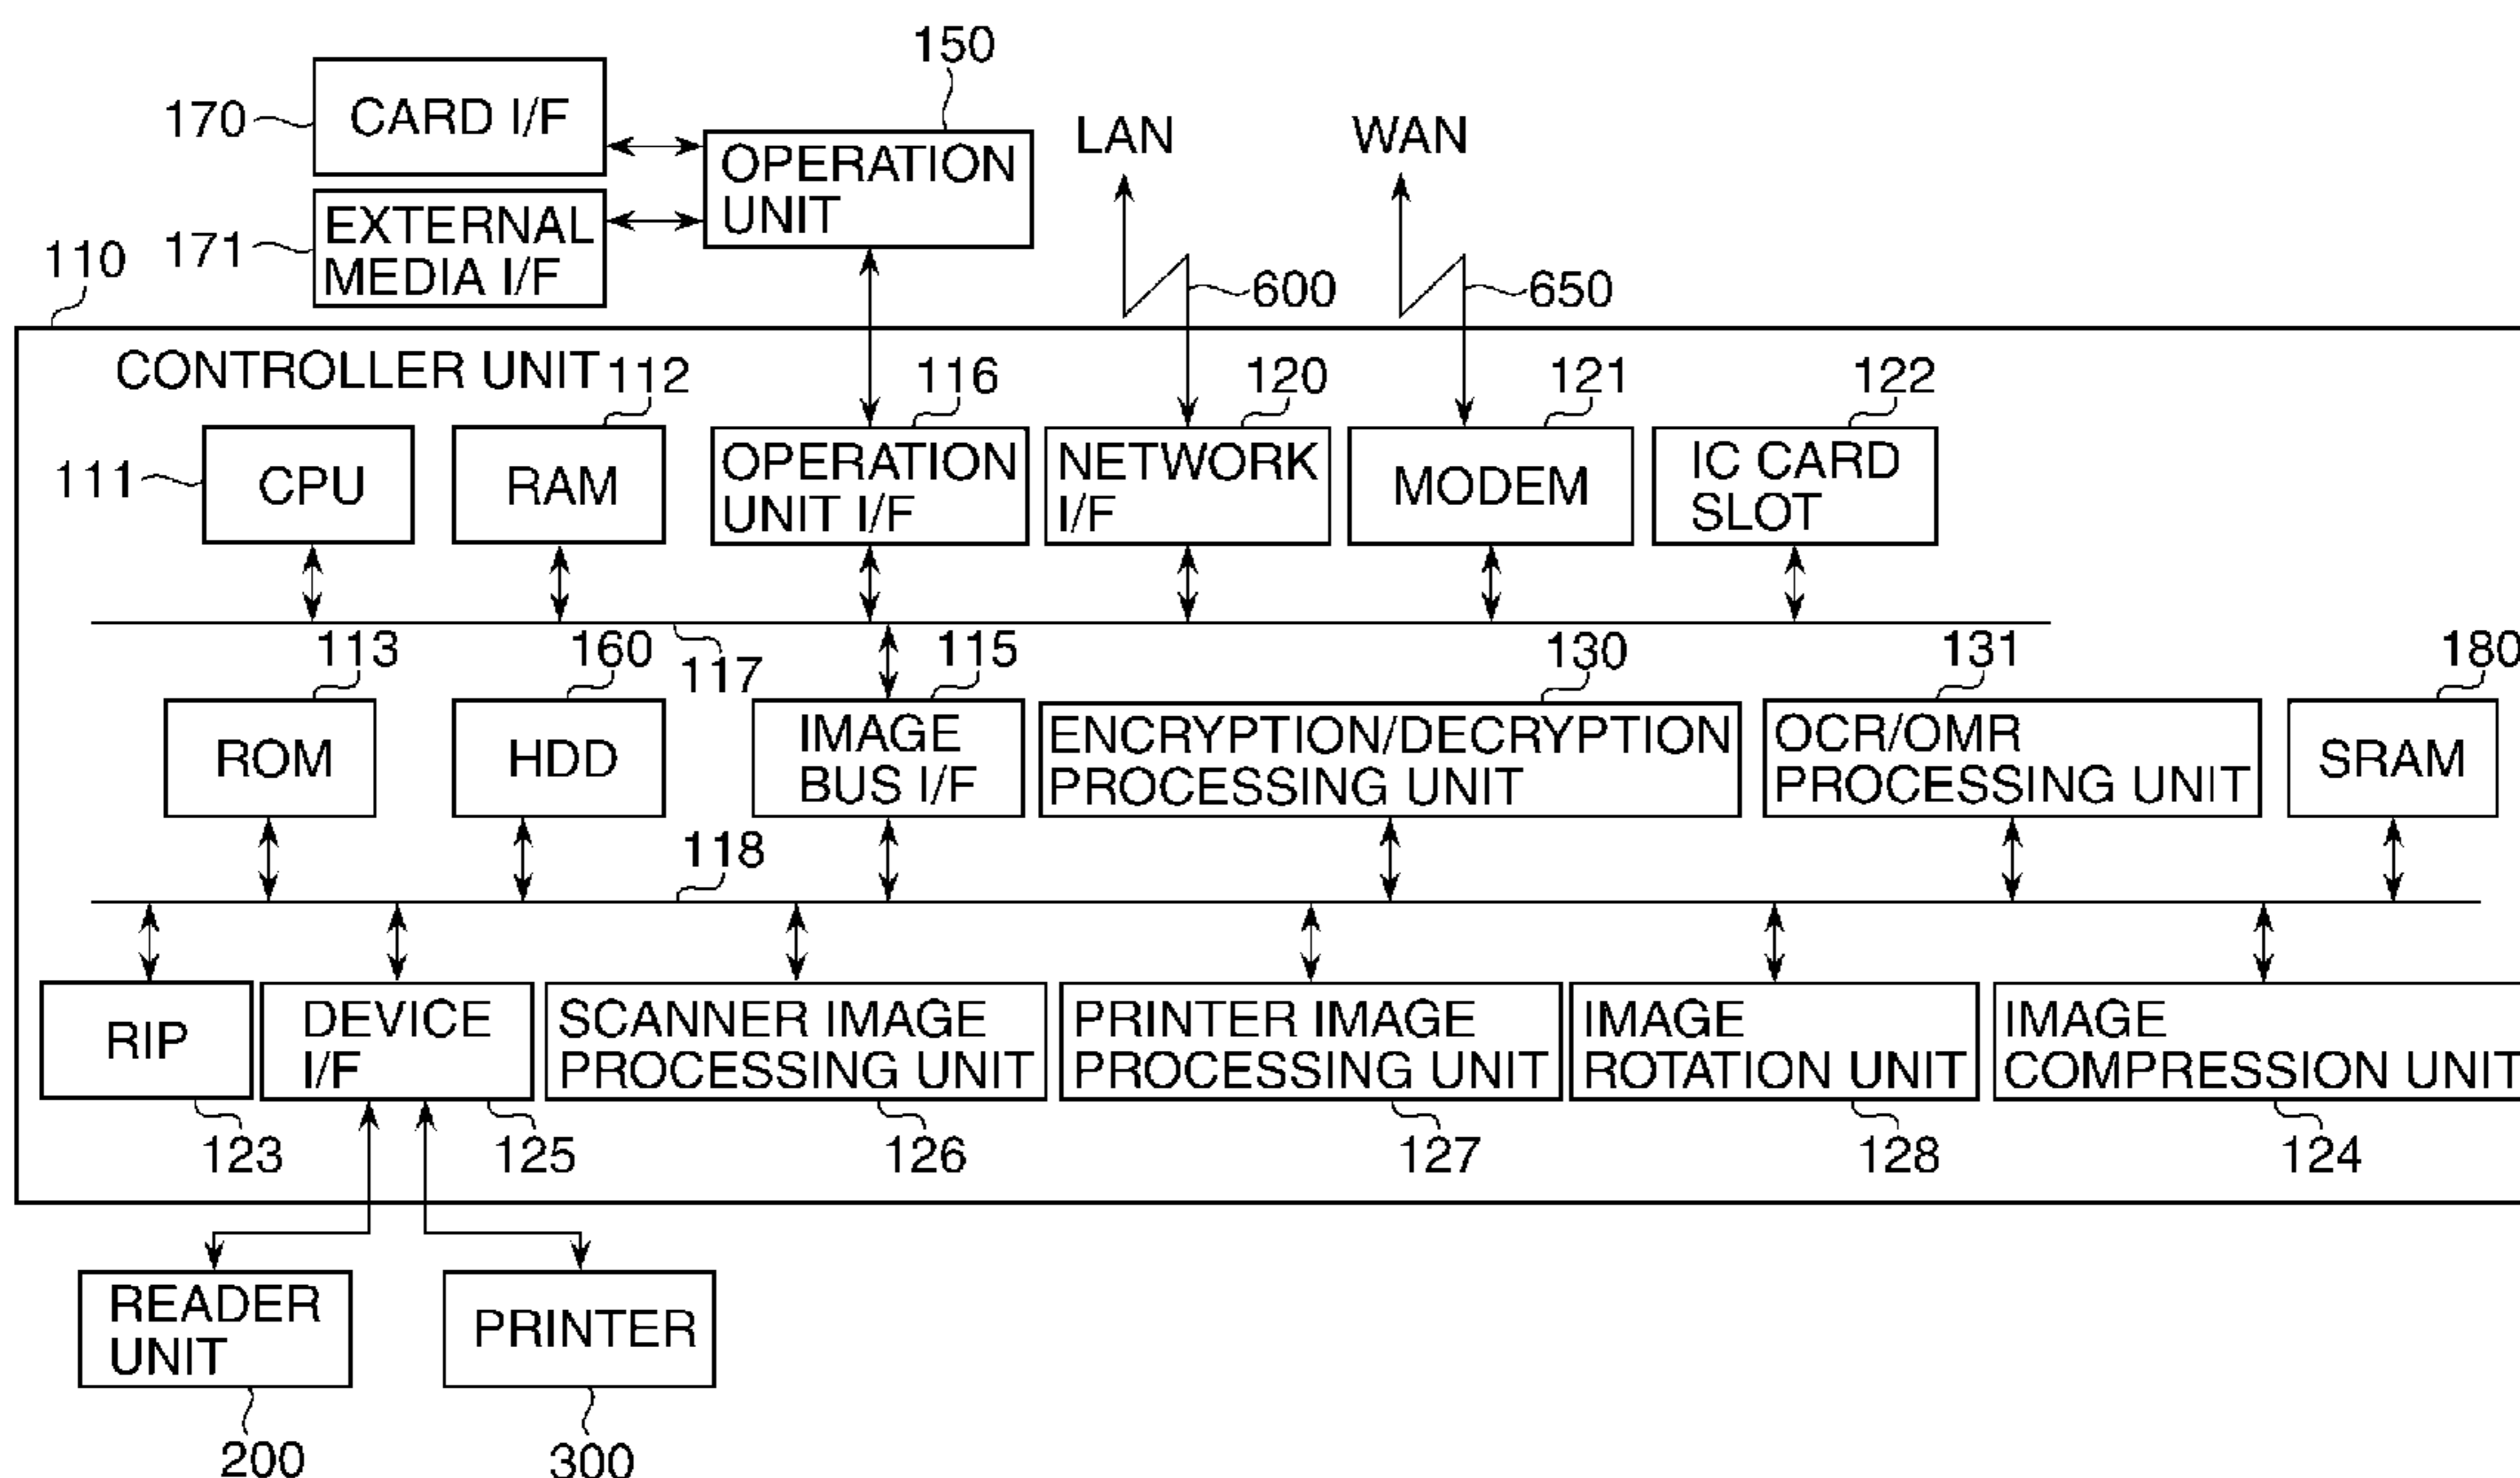 150
170
CARD I/F
LAN
WAN
OPERATION
UNIT
110
171
EXTERNAL
MEDIA I/F
600
650
CONTROLLER UNIT
112
116
120
121
122
111
CPU
RAM
OPERATION
UNIT I/F
NETWORK
I/F
MODEM
IC CARD
SLOT
113
160
117
115
130
131
180
ROM
HDD
IMAGE
BUS I/F
ENCRYPTION/DECRYPTION
PROCESSING UNIT
OCR/OMR
PROCESSING UNIT
SRAM
118
RIP
DEVICE
I/F
SCANNER IMAGE
PROCESSING UNIT
PRINTER IMAGE
PROCESSING UNIT
IMAGE
ROTATION UNIT
IMAGE
COMPRESSION UNIT
123
125
126
127
128
124
READER
UNIT
PRINTER
200
300